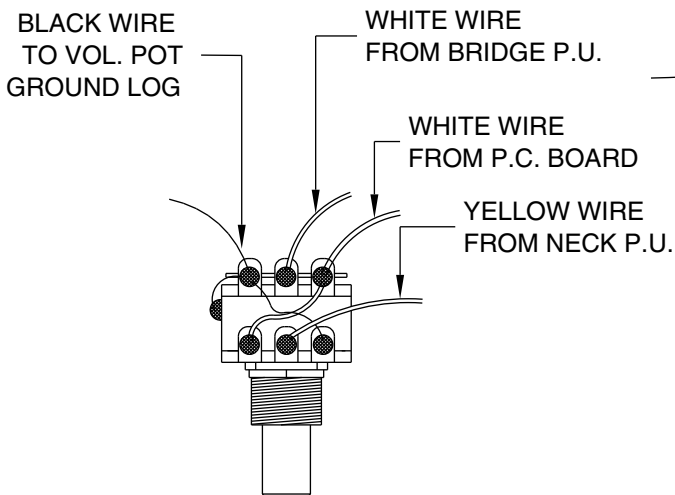 BLACK WIRE
TO VOL. POT
GROUND LOG
WHITE WIRE
FROM BRIDGE P.U.
WHITE WIRE
FROM P.C. BOARD
YELLOW WIRE
FROM NECK P.U.